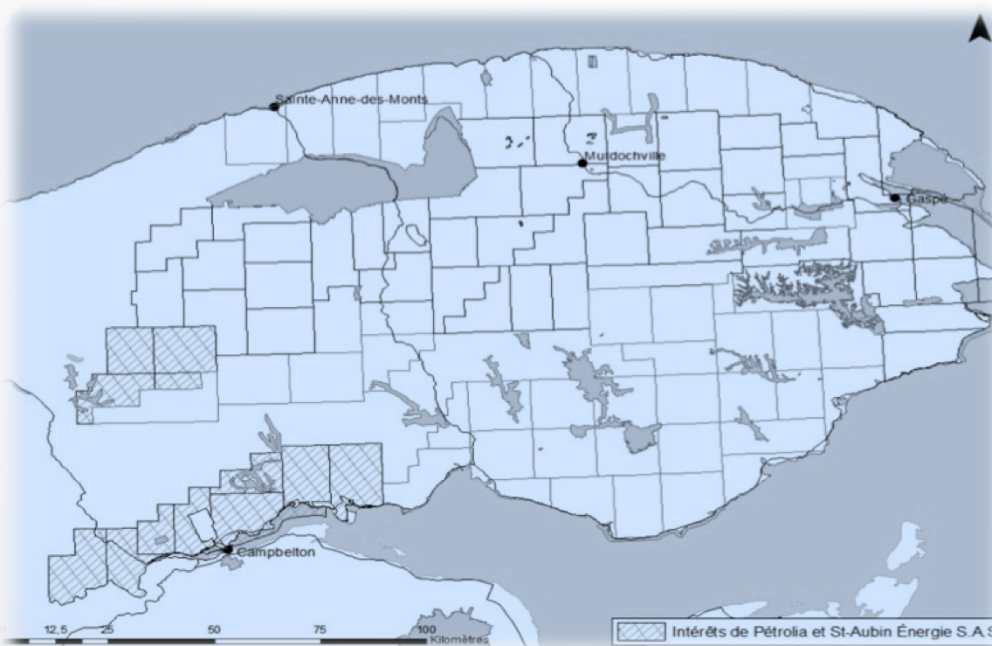 Sainte-Anne-des-Monts
Murdochville
Gaspé
Campbelton
12,5 25 50 75 100
Kilomètres
Intérêts de Pétrolia et St-Aubin Énergie S.A.S